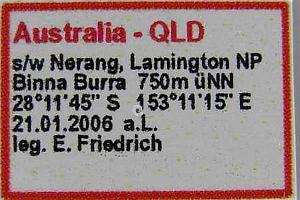 Australia - QLD
s/w Nerang, Lamington NP
Binna Burra 750m üNN
28°11'45" S 153°11'15" E
21.01.2006 a.L.
leg. E. Friedrich